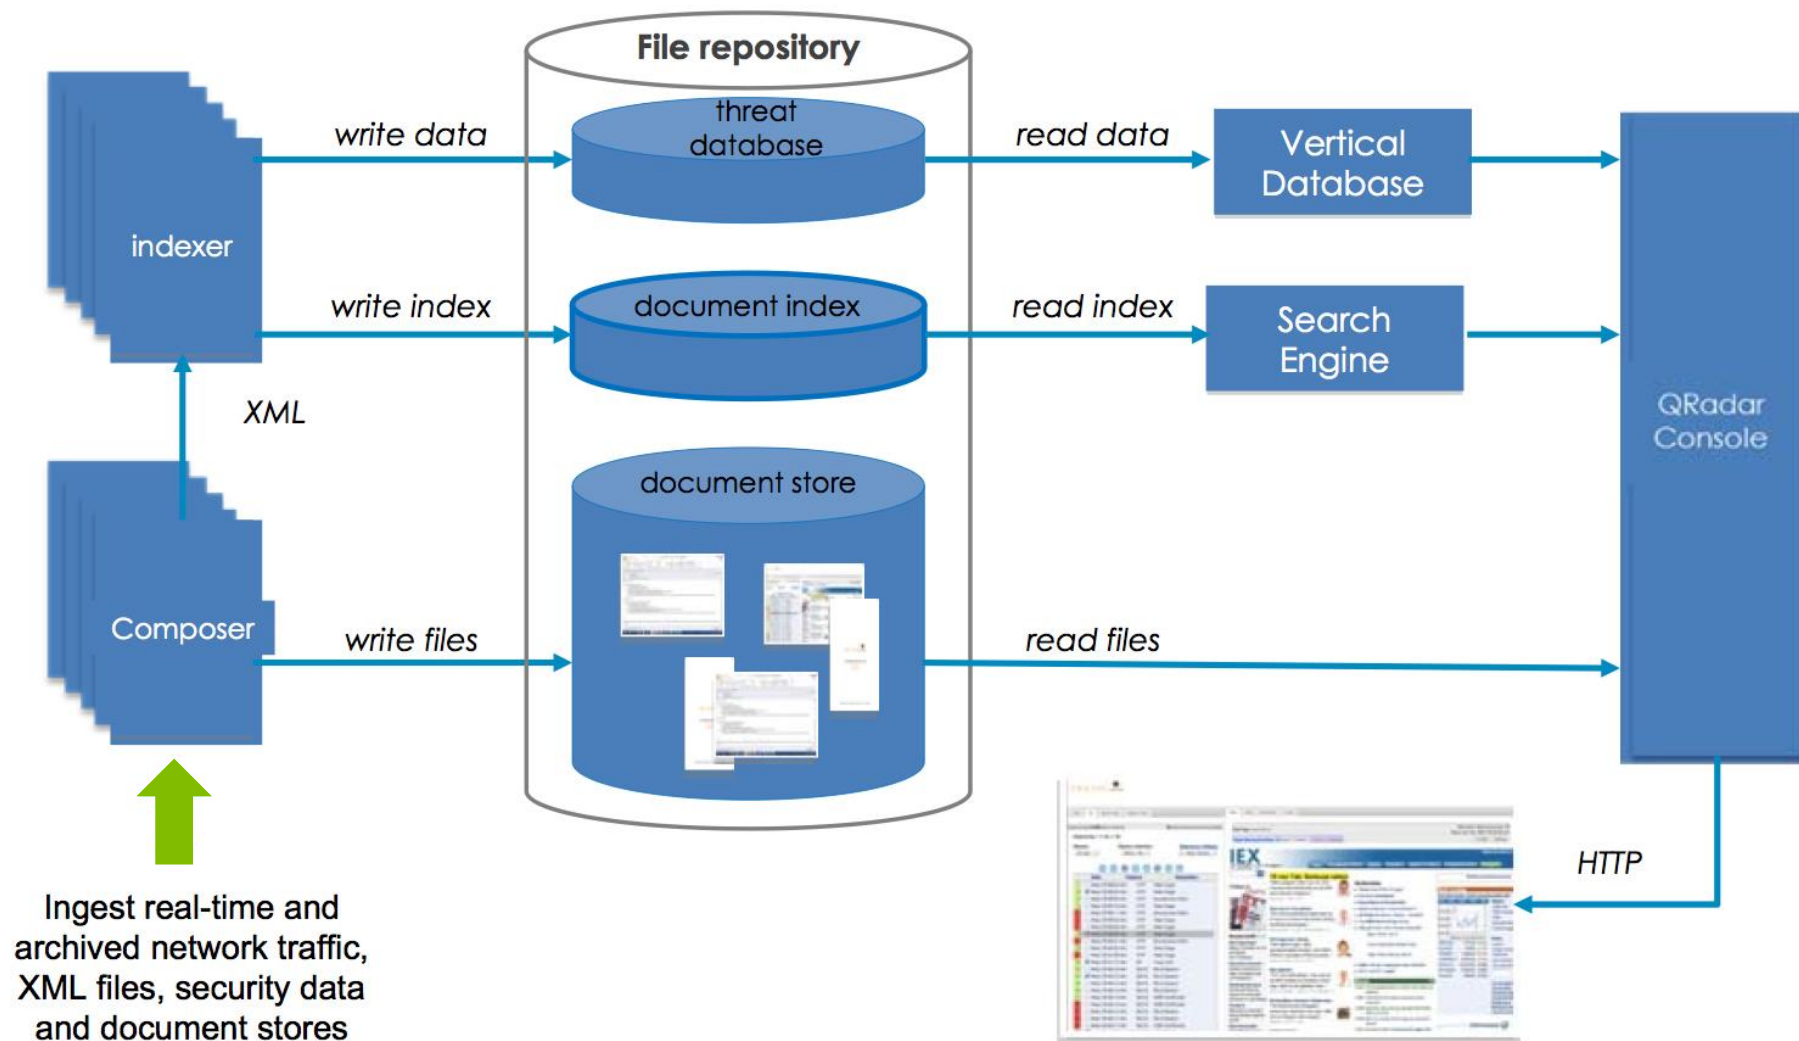 File repository
threat
database
write data
read data
Vertical
Database
indexer
write index
document index
read index
Search
Engine
XML
QRadar
Console
document store
Composer
write files
read files
HTTP
IEX
Ingest real-time and
archived network traffic,
XML files, security data
and document stores